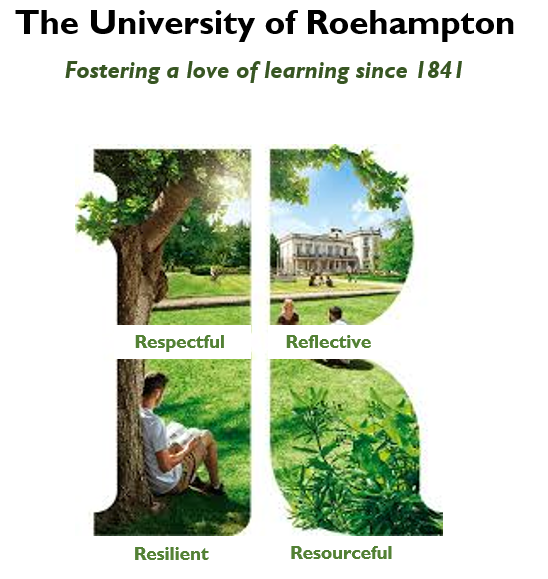 The University of Roehampton
Fostering a love of learning since 1841
Respectful
Reflective
Resilient
Resourceful